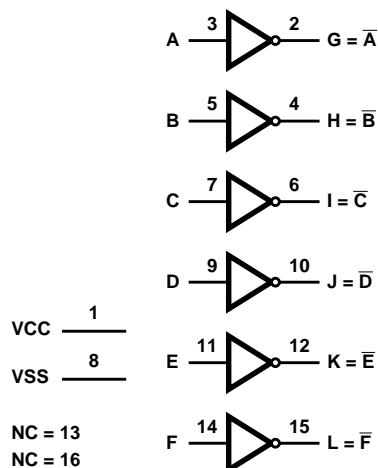 A 3 2 G = A̅
B 5 4 H = B̅
C 7 6 I = C̅
D 9 10 J = D̅
VCC 1
E 11 12 K = E̅
VSS 8
NC = 13
F 14 15 L = F̅
NC = 16